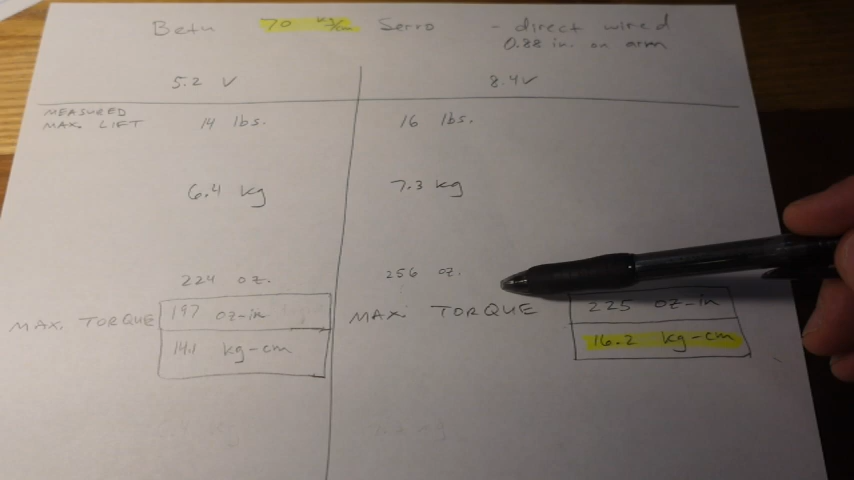 Betu 70 kg/cm Servo - direct wired
0.88 in. on arm
5.2 V 8.4V
MEASURED
MAX. LIFT 14 lbs. 16 lbs.
6.4 kg 7.3 kg
224 oz. 256 oz.
MAX. TORQUE 197 oz-in MAX. TORQUE 225 oz-in
14.1 kg-cm 16.2 kg-cm